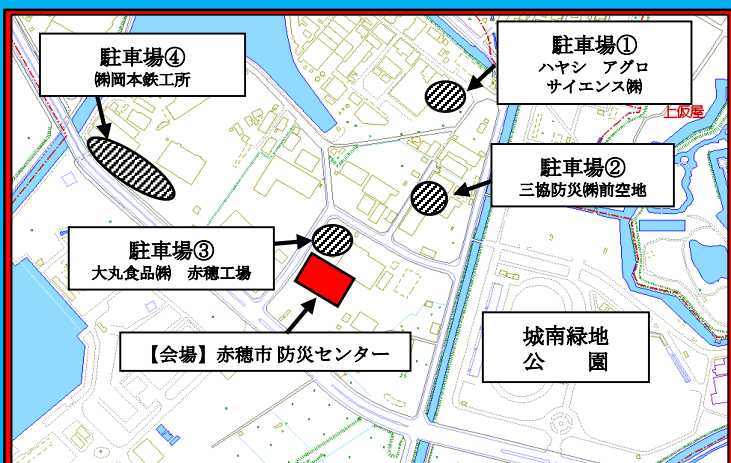 駐車場④
㈱岡本鉄工所
駐車場①
ハヤシ　アグロ
サイエンス㈱
上仮屋
駐車場②
三協防災㈱前空地
駐車場③
大丸食品㈱　赤穂工場
【会場】赤穂市 防災センター
城南緑地
公　　園